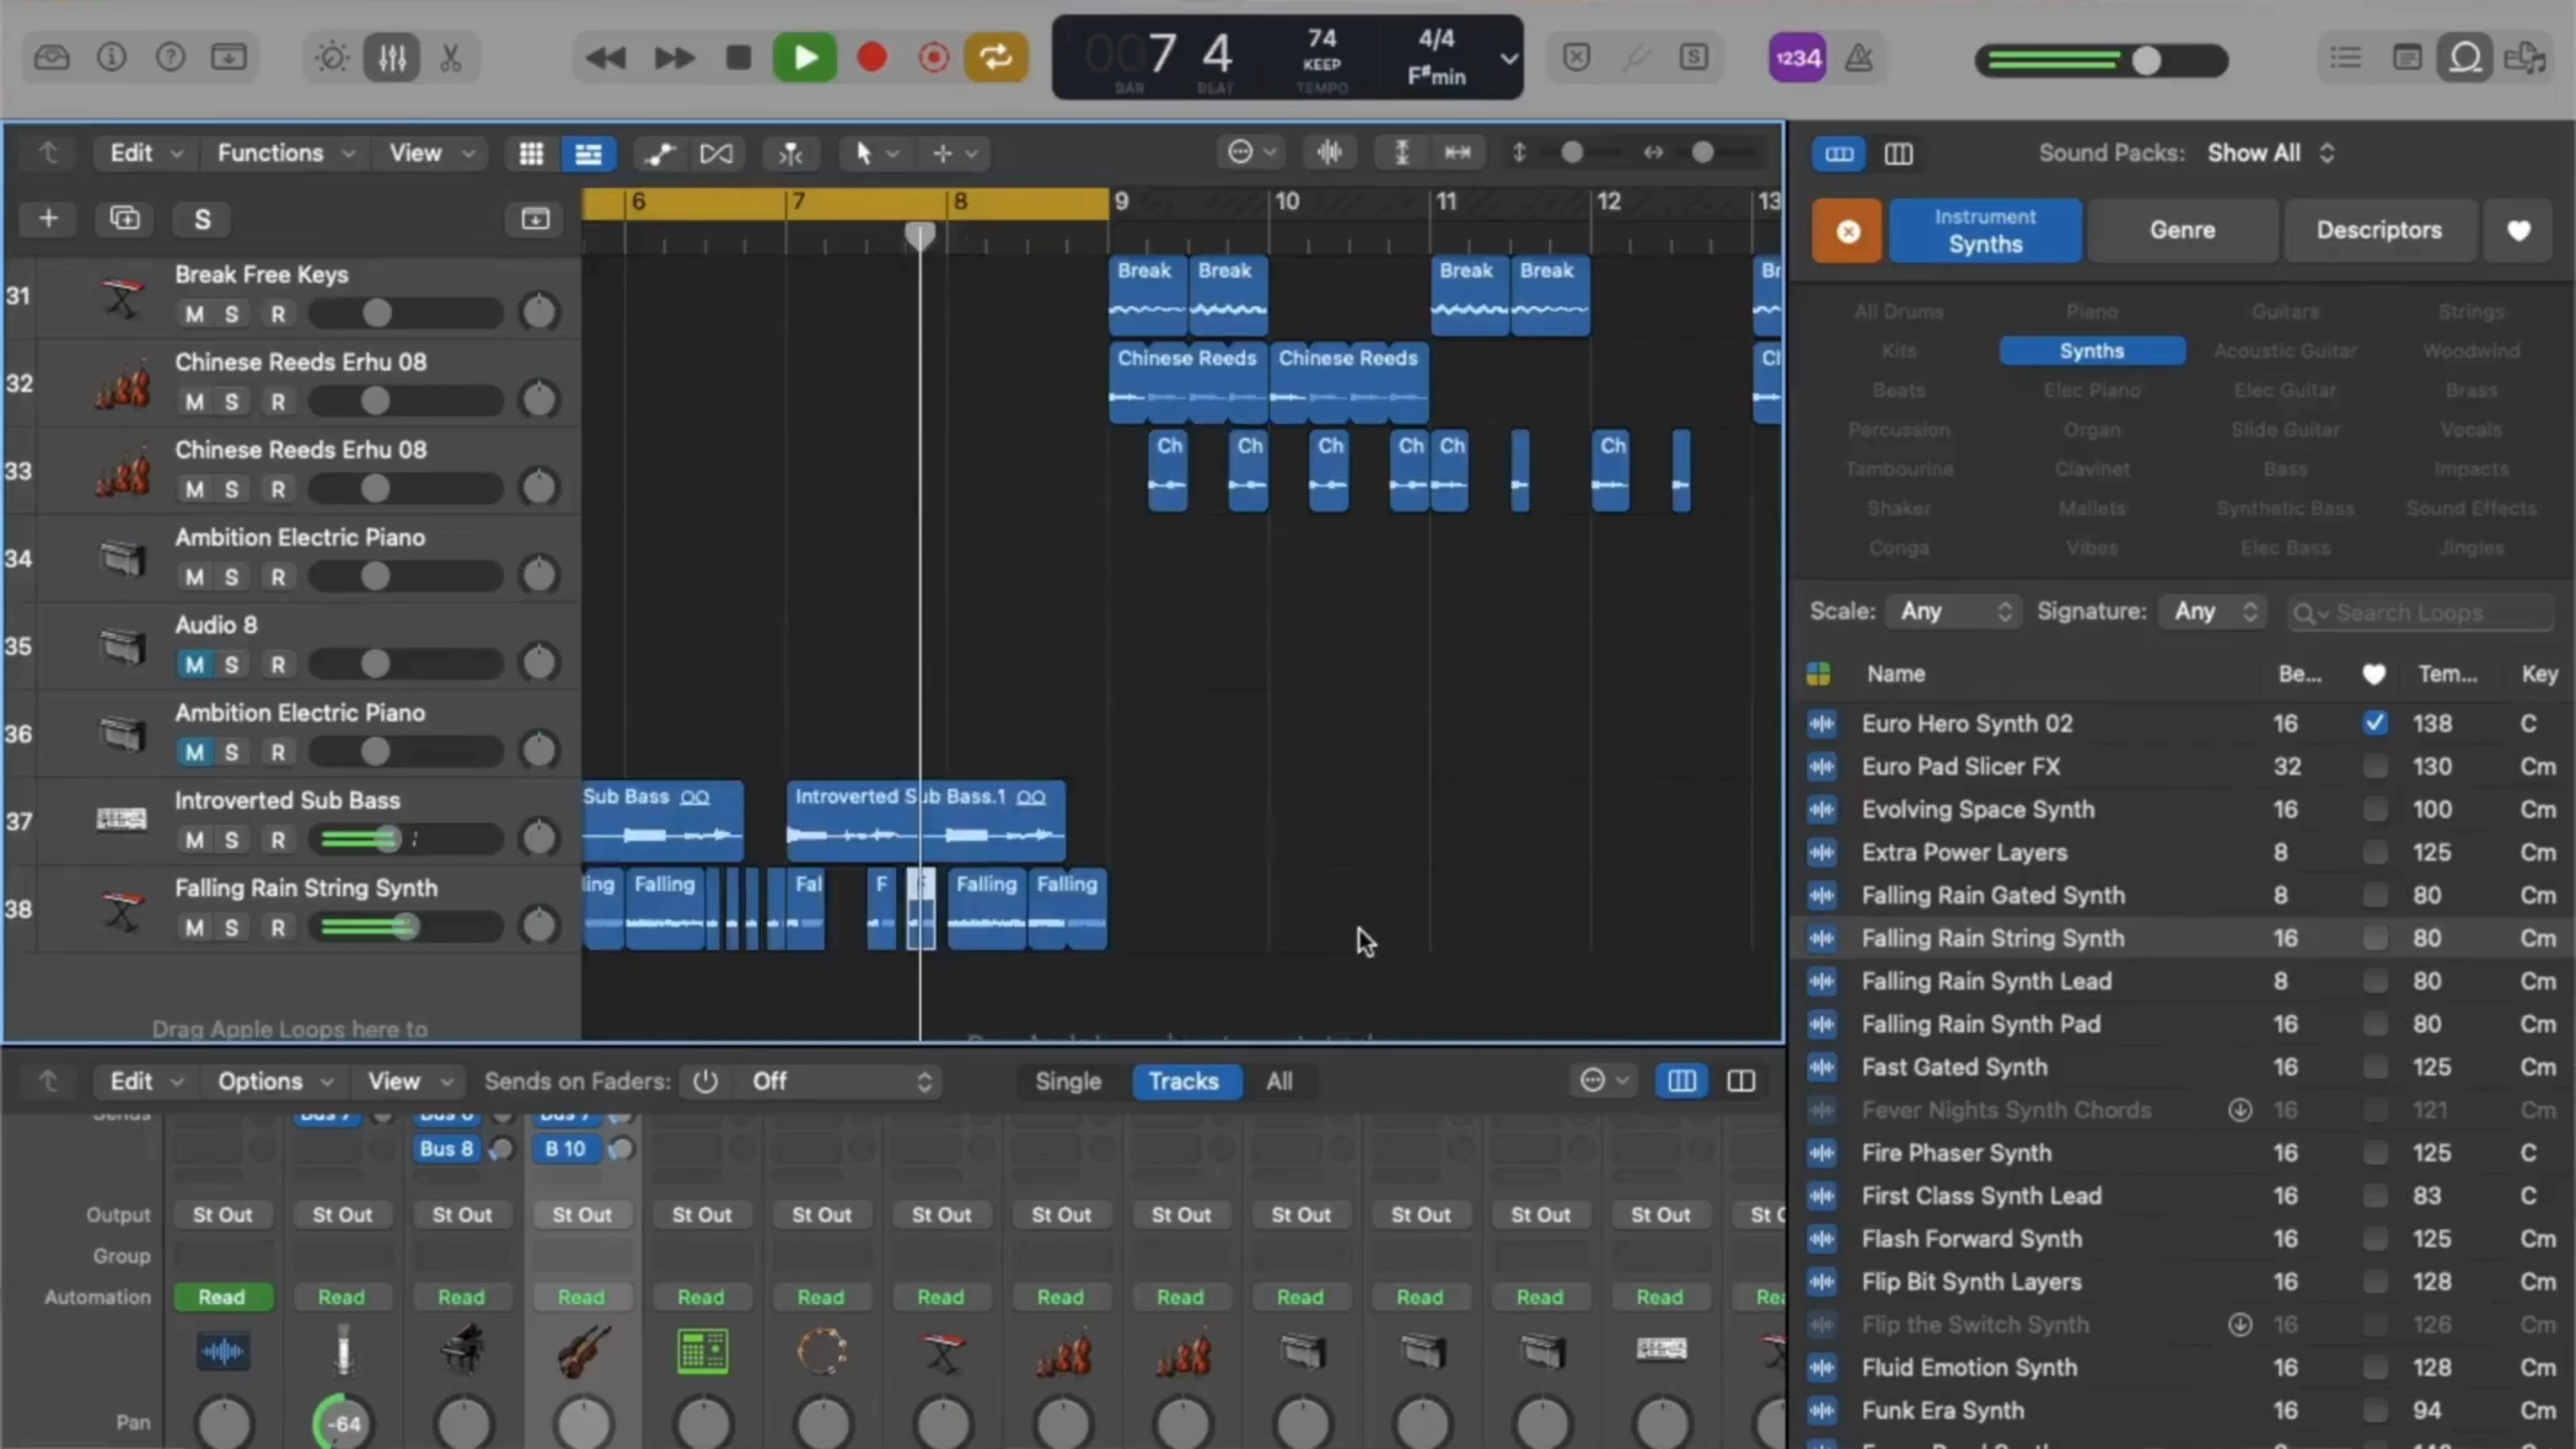 007 4 74 4/4
KEEP F#min
BAR BEAT TEMPO
1234
Edit Functions View
S
6 7 8 9 10 11 12 13
31 Break Free Keys
M S R
Break Break Break Break Br
32 Chinese Reeds Erhu 08
M S R
Chinese Reeds Chinese Reeds Cl
33 Chinese Reeds Erhu 08
M S R
Ch Ch Ch Ch Ch Ch
34 Ambition Electric Piano
M S R
35 Audio 8
M S R
36 Ambition Electric Piano
M S R
37 Introverted Sub Bass
M S R
Sub Bass Introverted Sub Bass.1
38 Falling Rain String Synth
M S R
ling Falling Fal F F Falling Falling
Drag Apple Loops here to
Edit Options View Sends on Faders: Off Single Tracks All
Sends Bus 7 Bus 6 Bus 7
Bus 8 B 10
Output St Out St Out St Out St Out St Out St Out St Out St Out St Out St Out St Out St Out St Out St O
Group
Automation Read Read Read Read Read Read Read Read Read Read Read Read Read Rea
Pan -64
Sound Packs: Show All
Instrument
Synths Genre Descriptors
All Drums Piano Guitars Strings
Kits Synths Acoustic Guitar Woodwind
Beats Elec Piano Elec Guitar Brass
Percussion Organ Slide Guitar Vocals
Tambourine Clavinet Bass Impacts
Shaker Mallets Synthetic Bass Sound Effects
Conga Vibes Elec Bass Jingles
Scale: Any Signature: Any Search Loops
Name Be... Tem... Key
Euro Hero Synth 02 16 138 C
Euro Pad Slicer FX 32 130 Cm
Evolving Space Synth 16 100 Cm
Extra Power Layers 8 125 Cm
Falling Rain Gated Synth 8 80 Cm
Falling Rain String Synth 16 80 Cm
Falling Rain Synth Lead 8 80 Cm
Falling Rain Synth Pad 16 80 Cm
Fast Gated Synth 16 125 Cm
Fever Nights Synth Chords 16 121 Cm
Fire Phaser Synth 16 125 C
First Class Synth Lead 16 83 C
Flash Forward Synth 16 125 Cm
Flip Bit Synth Layers 16 128 Cm
Flip the Switch Synth 16 126 Cm
Fluid Emotion Synth 16 128 Cm
Funk Era Synth 16 94 Cm